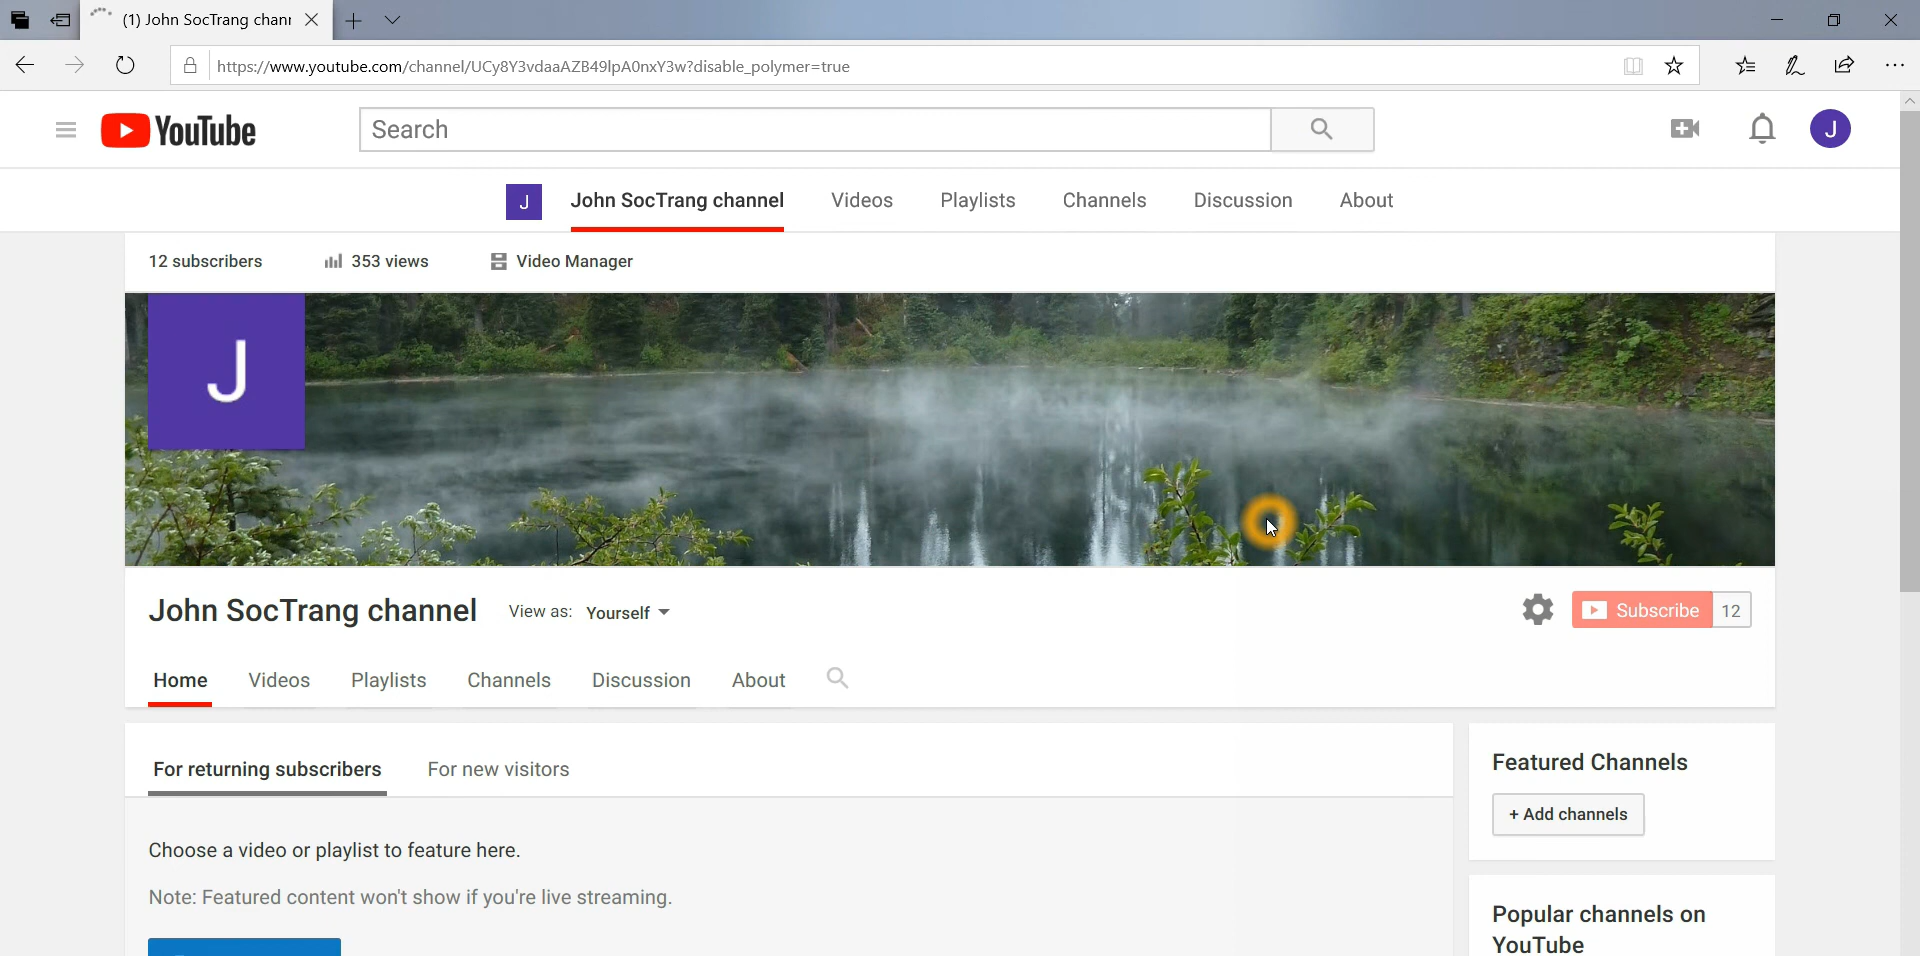 (1) John SocTrang chani
https://www.youtube.com/channel/UCy8Y3vdaaAZB49lpA0nxY3w?disable_polymer=true
YouTube
Search
J
J
John SocTrang channel
Videos
Playlists
Channels
Discussion
About
12 subscribers
353 views
Video Manager
J
John SocTrang channel
View as: Yourself
Subscribe 12
Home
Videos
Playlists
Channels
Discussion
About
For returning subscribers
For new visitors
Featured Channels
+ Add channels
Choose a video or playlist to feature here.
Note: Featured content won't show if you're live streaming.
Popular channels on
YouTube